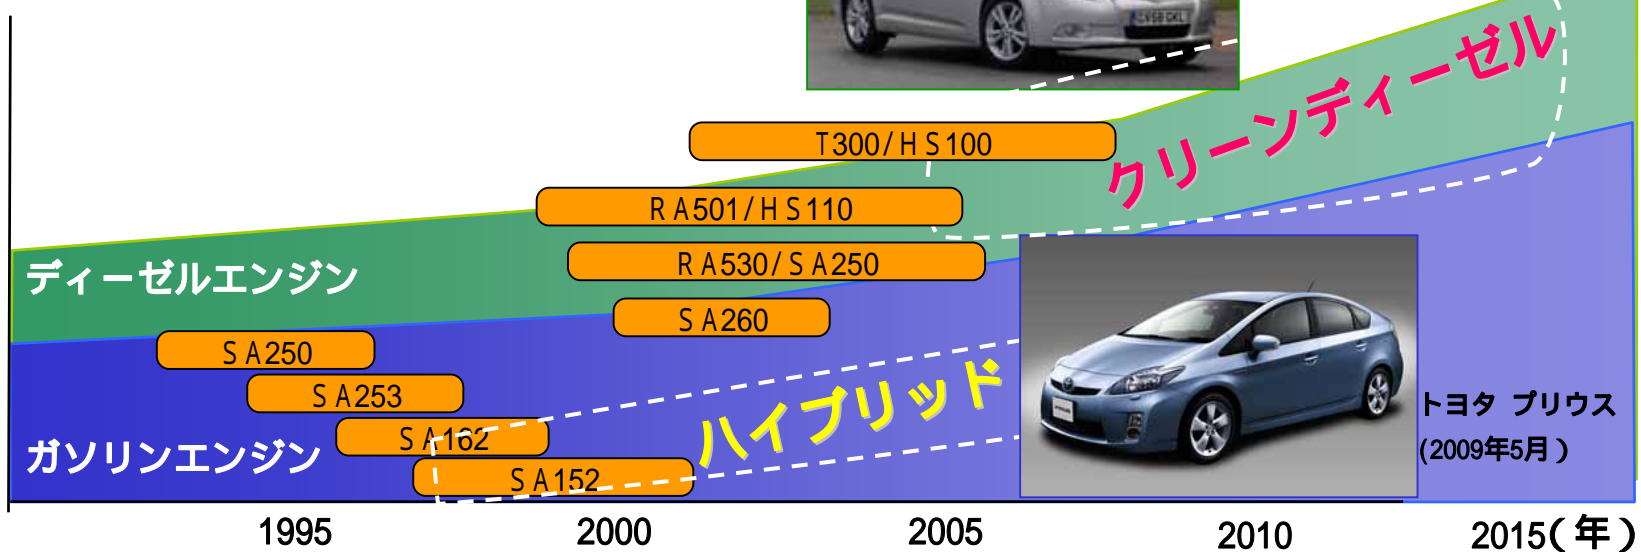 クリーンディーゼル
T300/HS100
RA501/HS110
RA530/SA250
ディーゼルエンジン
SA260
SA250
SA253
ハイブリッド
SA162
ガソリンエンジン
SA152
トヨタ プリウス
(2009年5月)
1995 2000 2005 2010 2015(年)